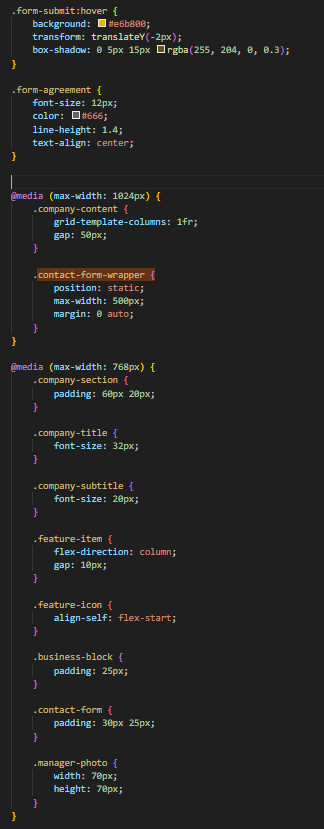 .form-submit:hover {
    background: #e6b800;
    transform: translateY(-2px);
    box-shadow: 0 5px 15px rgba(255, 204, 0, 0.3);
}

.form-agreement {
    font-size: 12px;
    color: #666;
    line-height: 1.4;
    text-align: center;
}

@media (max-width: 1024px) {
    .company-content {
        grid-template-columns: 1fr;
        gap: 50px;
    }

    .contact-form-wrapper {
        position: static;
        max-width: 500px;
        margin: 0 auto;
    }
}

@media (max-width: 768px) {
    .company-section {
        padding: 60px 20px;
    }

    .company-title {
        font-size: 32px;
    }

    .company-subtitle {
        font-size: 20px;
    }

    .feature-item {
        flex-direction: column;
        gap: 10px;
    }

    .feature-icon {
        align-self: flex-start;
    }

    .business-block {
        padding: 25px;
    }

    .contact-form {
        padding: 30px 25px;
    }

    .manager-photo {
        width: 70px;
        height: 70px;
    }
}